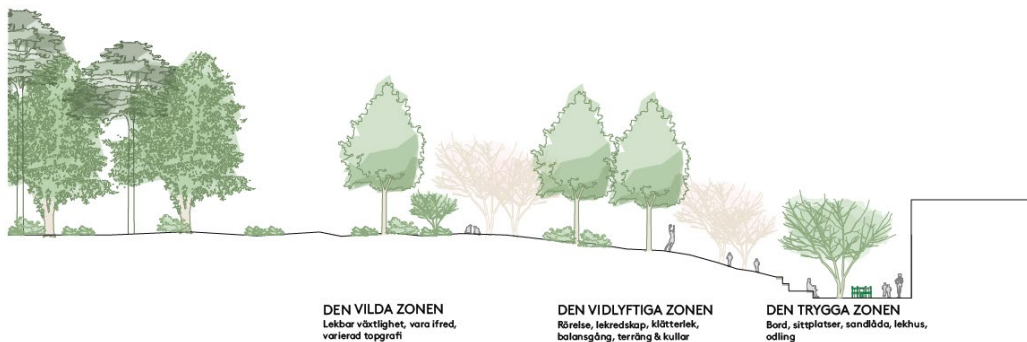 DEN VILDA ZONEN
Lekbar växtlighet, vara ifred,
varierad topografi
DEN VIDLYFTIGA ZONEN
Rörelse, lekredskap, klätterlek,
balansgång, terräng & kullar
DEN TRYGGA ZONEN
Bord, sittplatser, sandlåda, lekhus,
odling